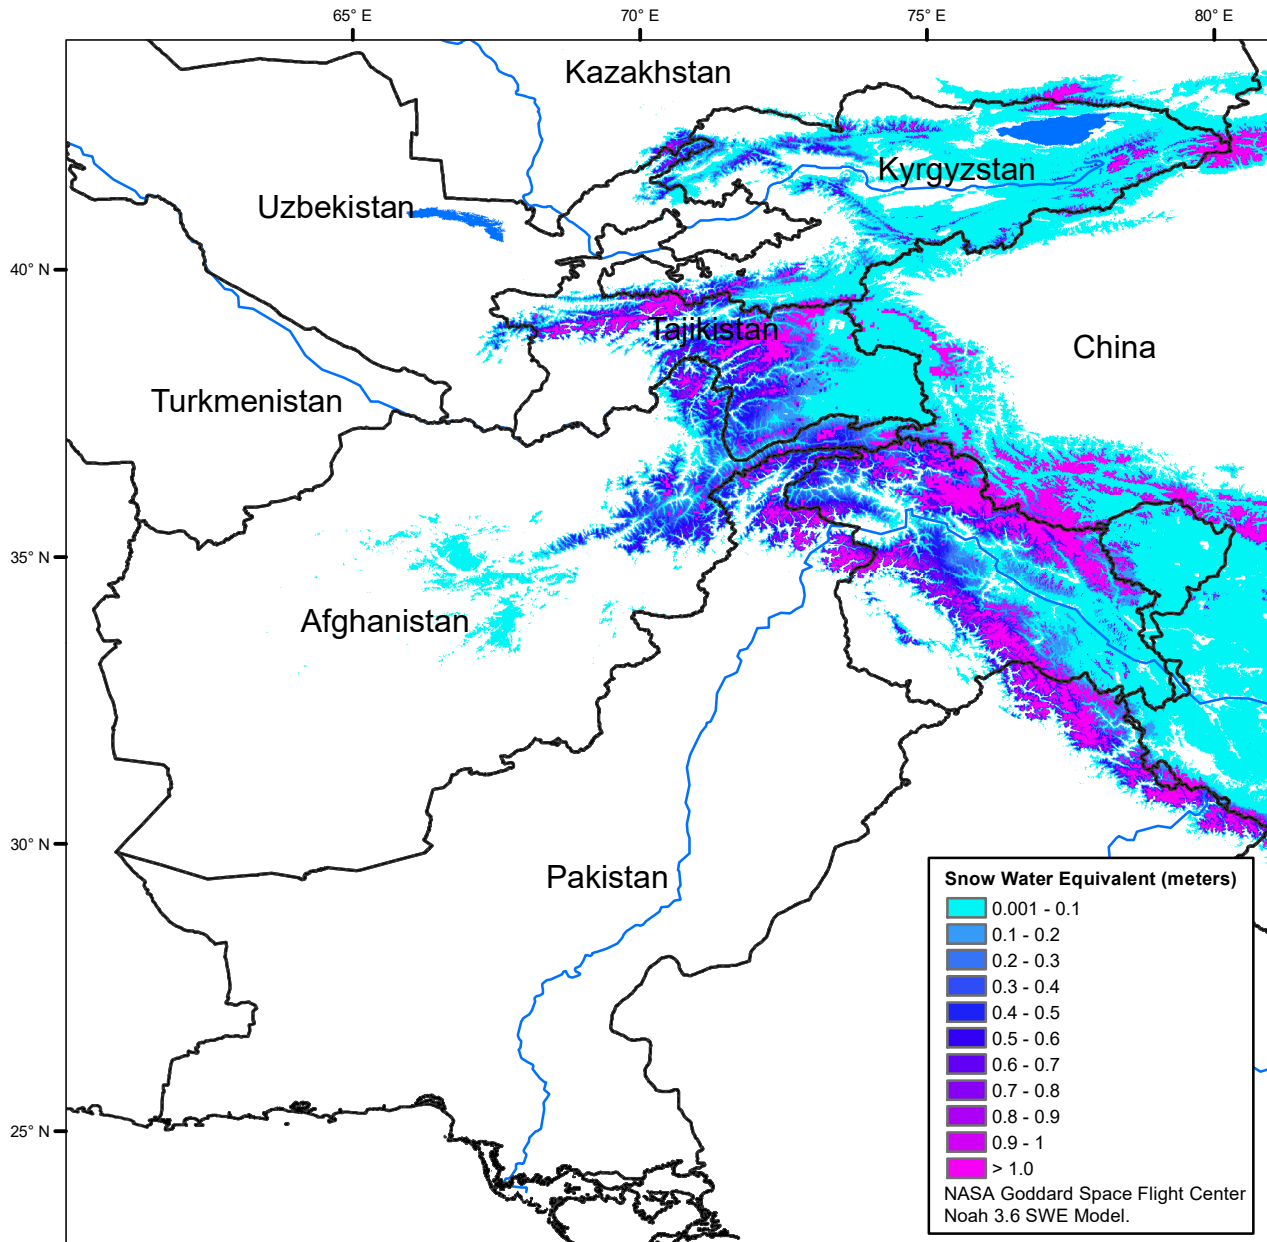 65° E
70° E
75° E
80° E
Kazakhstan
Kyrgyzstan
Uzbekistan
40° N
Tajikistan
China
Turkmenistan
35° N
Afghanistan
30° N
Pakistan
25° N
Snow Water Equivalent (meters)
0.001 - 0.1
0.1 - 0.2
0.2 - 0.3
0.3 - 0.4
0.4 - 0.5
0.5 - 0.6
0.6 - 0.7
0.7 - 0.8
0.8 - 0.9
0.9 - 1
> 1.0
NASA Goddard Space Flight Center
Noah 3.6 SWE Model.